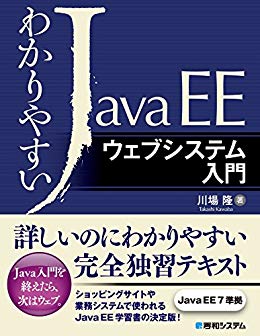 わかりやすい
Java EE
ウェブシステム
入門
川場 隆 著
Takashi Kawaba
詳しいのにわかりやすい
完全独習テキスト
Java入門を
終えたら、
次はウェブ。
ショッピングサイトや
業務システムで使われる
Java EE 学習書の決定版!
Java EE 7 準拠
秀和システム